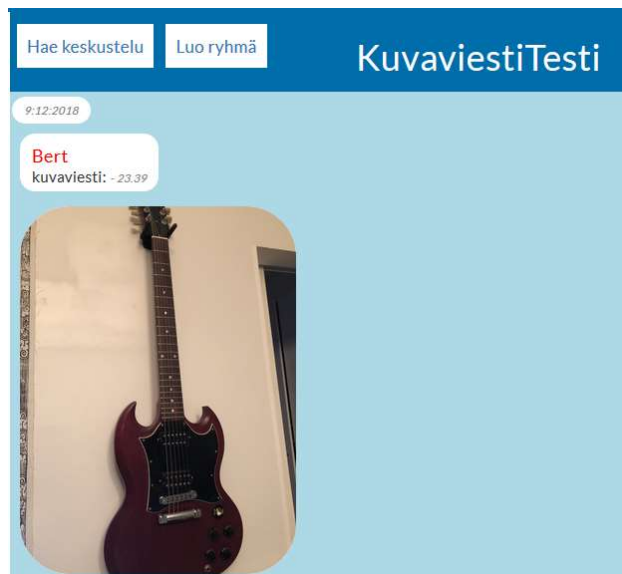 Hae keskustelu
Luo ryhmä
KuvaviestiTesti
9:12:2018
Bert
kuvaviesti: - 23.39